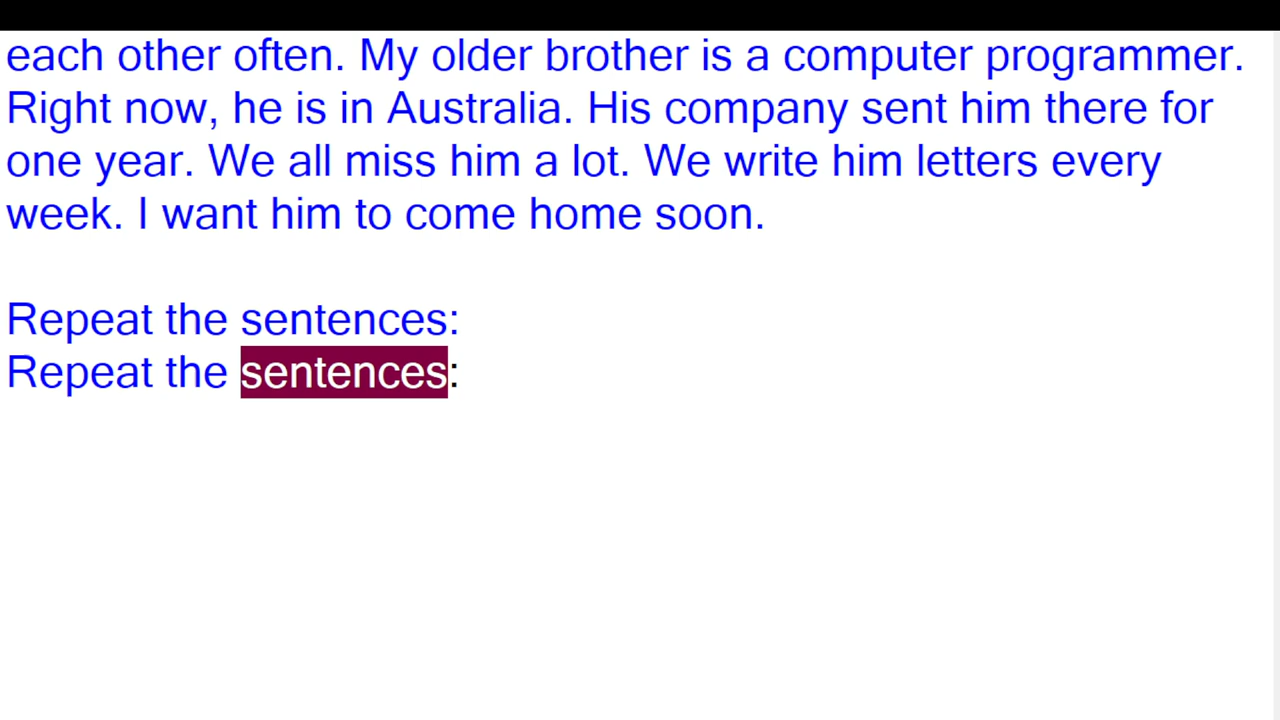 each other often. My older brother is a computer programmer.
Right now, he is in Australia. His company sent him there for
one year. We all miss him a lot. We write him letters every
week. I want him to come home soon.
Repeat the sentences:
Repeat the sentences: